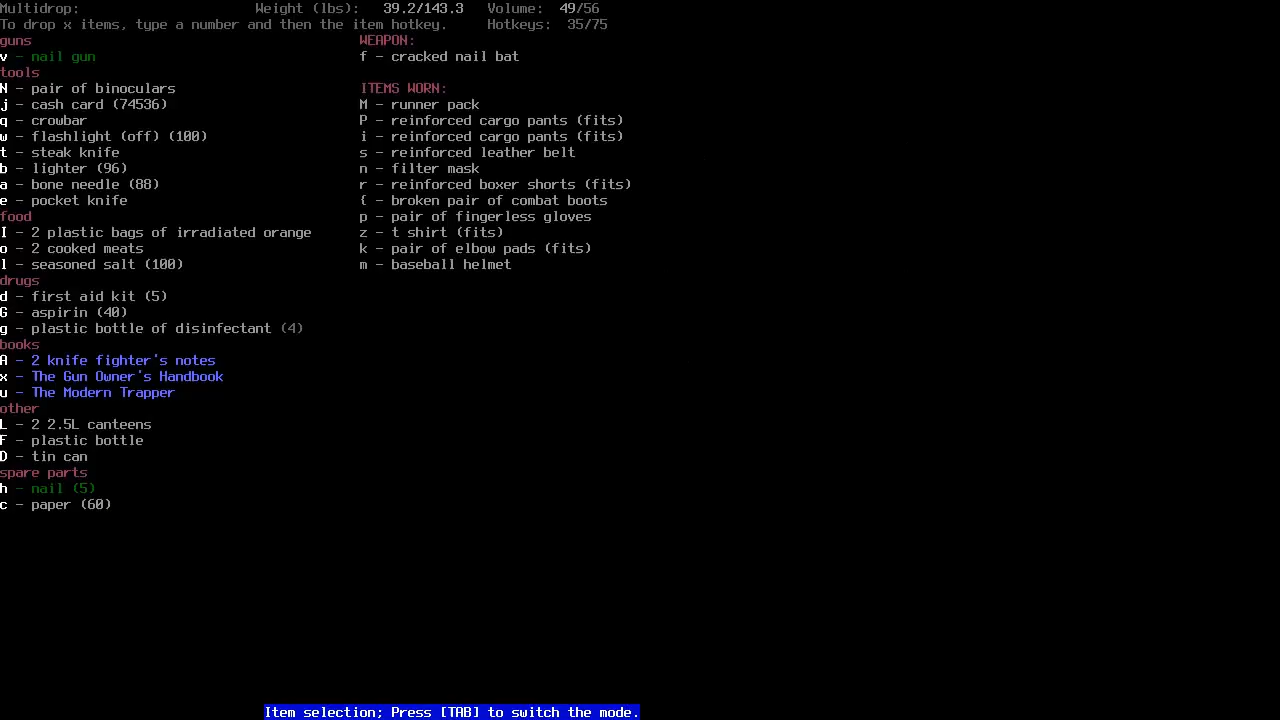 Multidrop: Weight (lbs): 39.2/143.3 Volume: 49/56
To drop x items, type a number and then the item hotkey. Hotkeys: 35/75
guns
v - nail gun
tools
N - pair of binoculars
j - cash card (74536)
q - crowbar
w - flashlight (off) (100)
t - steak knife
b - lighter (96)
a - bone needle (88)
e - pocket knife
food
I - 2 plastic bags of irradiated orange
o - 2 cooked meats
l - seasoned salt (100)
drugs
d - first aid kit (5)
G - aspirin (40)
g - plastic bottle of disinfectant (4)
books
A - 2 knife fighter's notes
x - The Gun Owner's Handbook
u - The Modern Trapper
other
L - 2 2.5L canteens
F - plastic bottle
D - tin can
spare parts
h - nail (5)
c - paper (60)
WEAPON:
f - cracked nail bat
ITEMS WORN:
M - runner pack
P - reinforced cargo pants (fits)
i - reinforced cargo pants (fits)
s - reinforced leather belt
n - filter mask
r - reinforced boxer shorts (fits)
{ - broken pair of combat boots
p - pair of fingerless gloves
z - t shirt (fits)
k - pair of elbow pads (fits)
m - baseball helmet
Item selection; Press [TAB] to switch the mode.